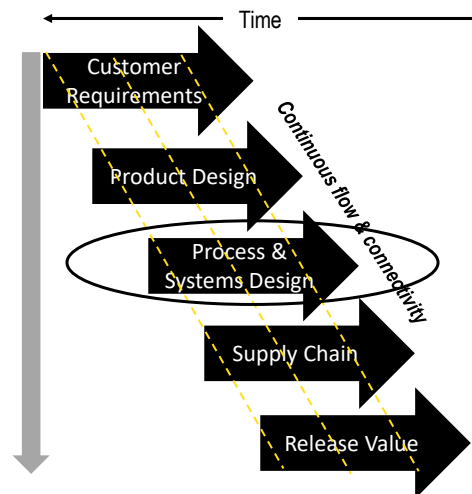 Time
Customer
Requirements
Product Design
Continuous flow & connectivity
Process &
Systems Design
Supply Chain
Release Value